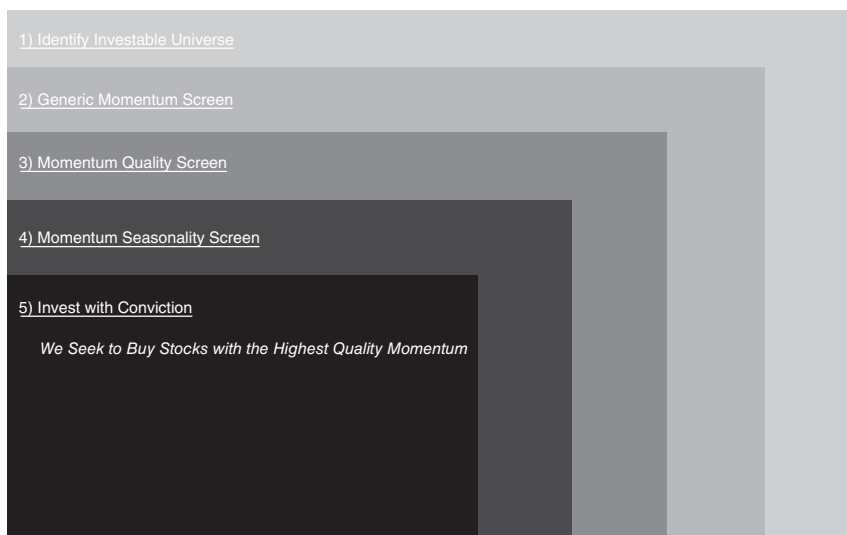 1) Identify Investable Universe
2) Generic Momentum Screen
3) Momentum Quality Screen
4) Momentum Seasonality Screen
5) Invest with Conviction
We Seek to Buy Stocks with the Highest Quality Momentum